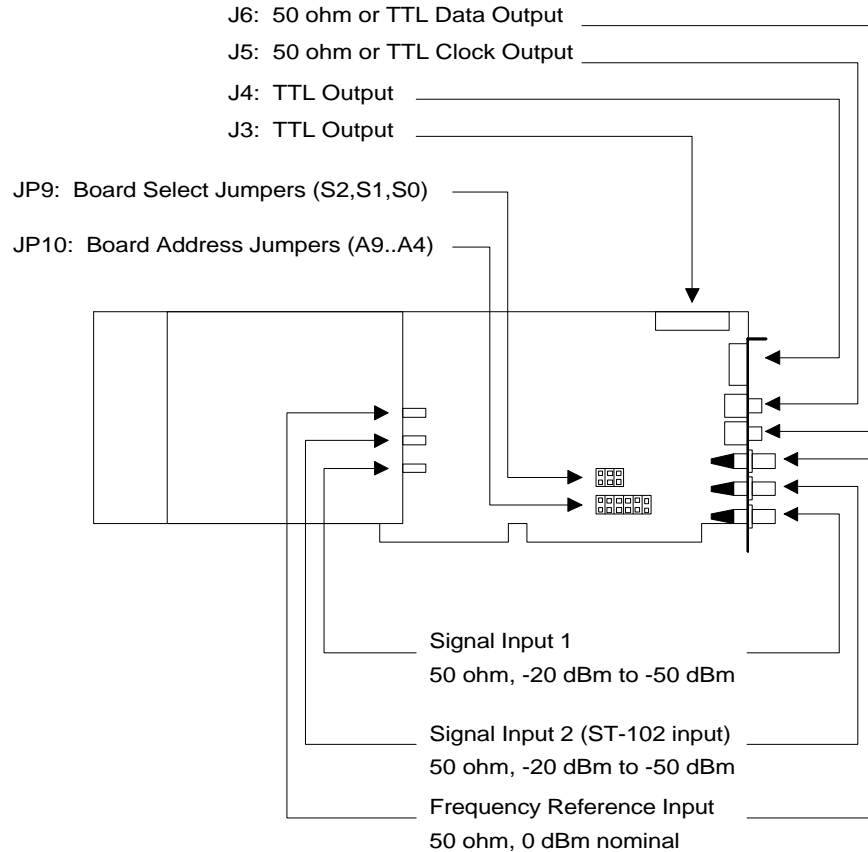 J6: 50 ohm or TTL Data Output
J5: 50 ohm or TTL Clock Output
J4: TTL Output
J3: TTL Output
JP9: Board Select Jumpers (S2,S1,S0)
JP10: Board Address Jumpers (A9..A4)
Signal Input 1
50 ohm, -20 dBm to -50 dBm
Signal Input 2 (ST-102 input)
50 ohm, -20 dBm to -50 dBm
Frequency Reference Input
50 ohm, 0 dBm nominal